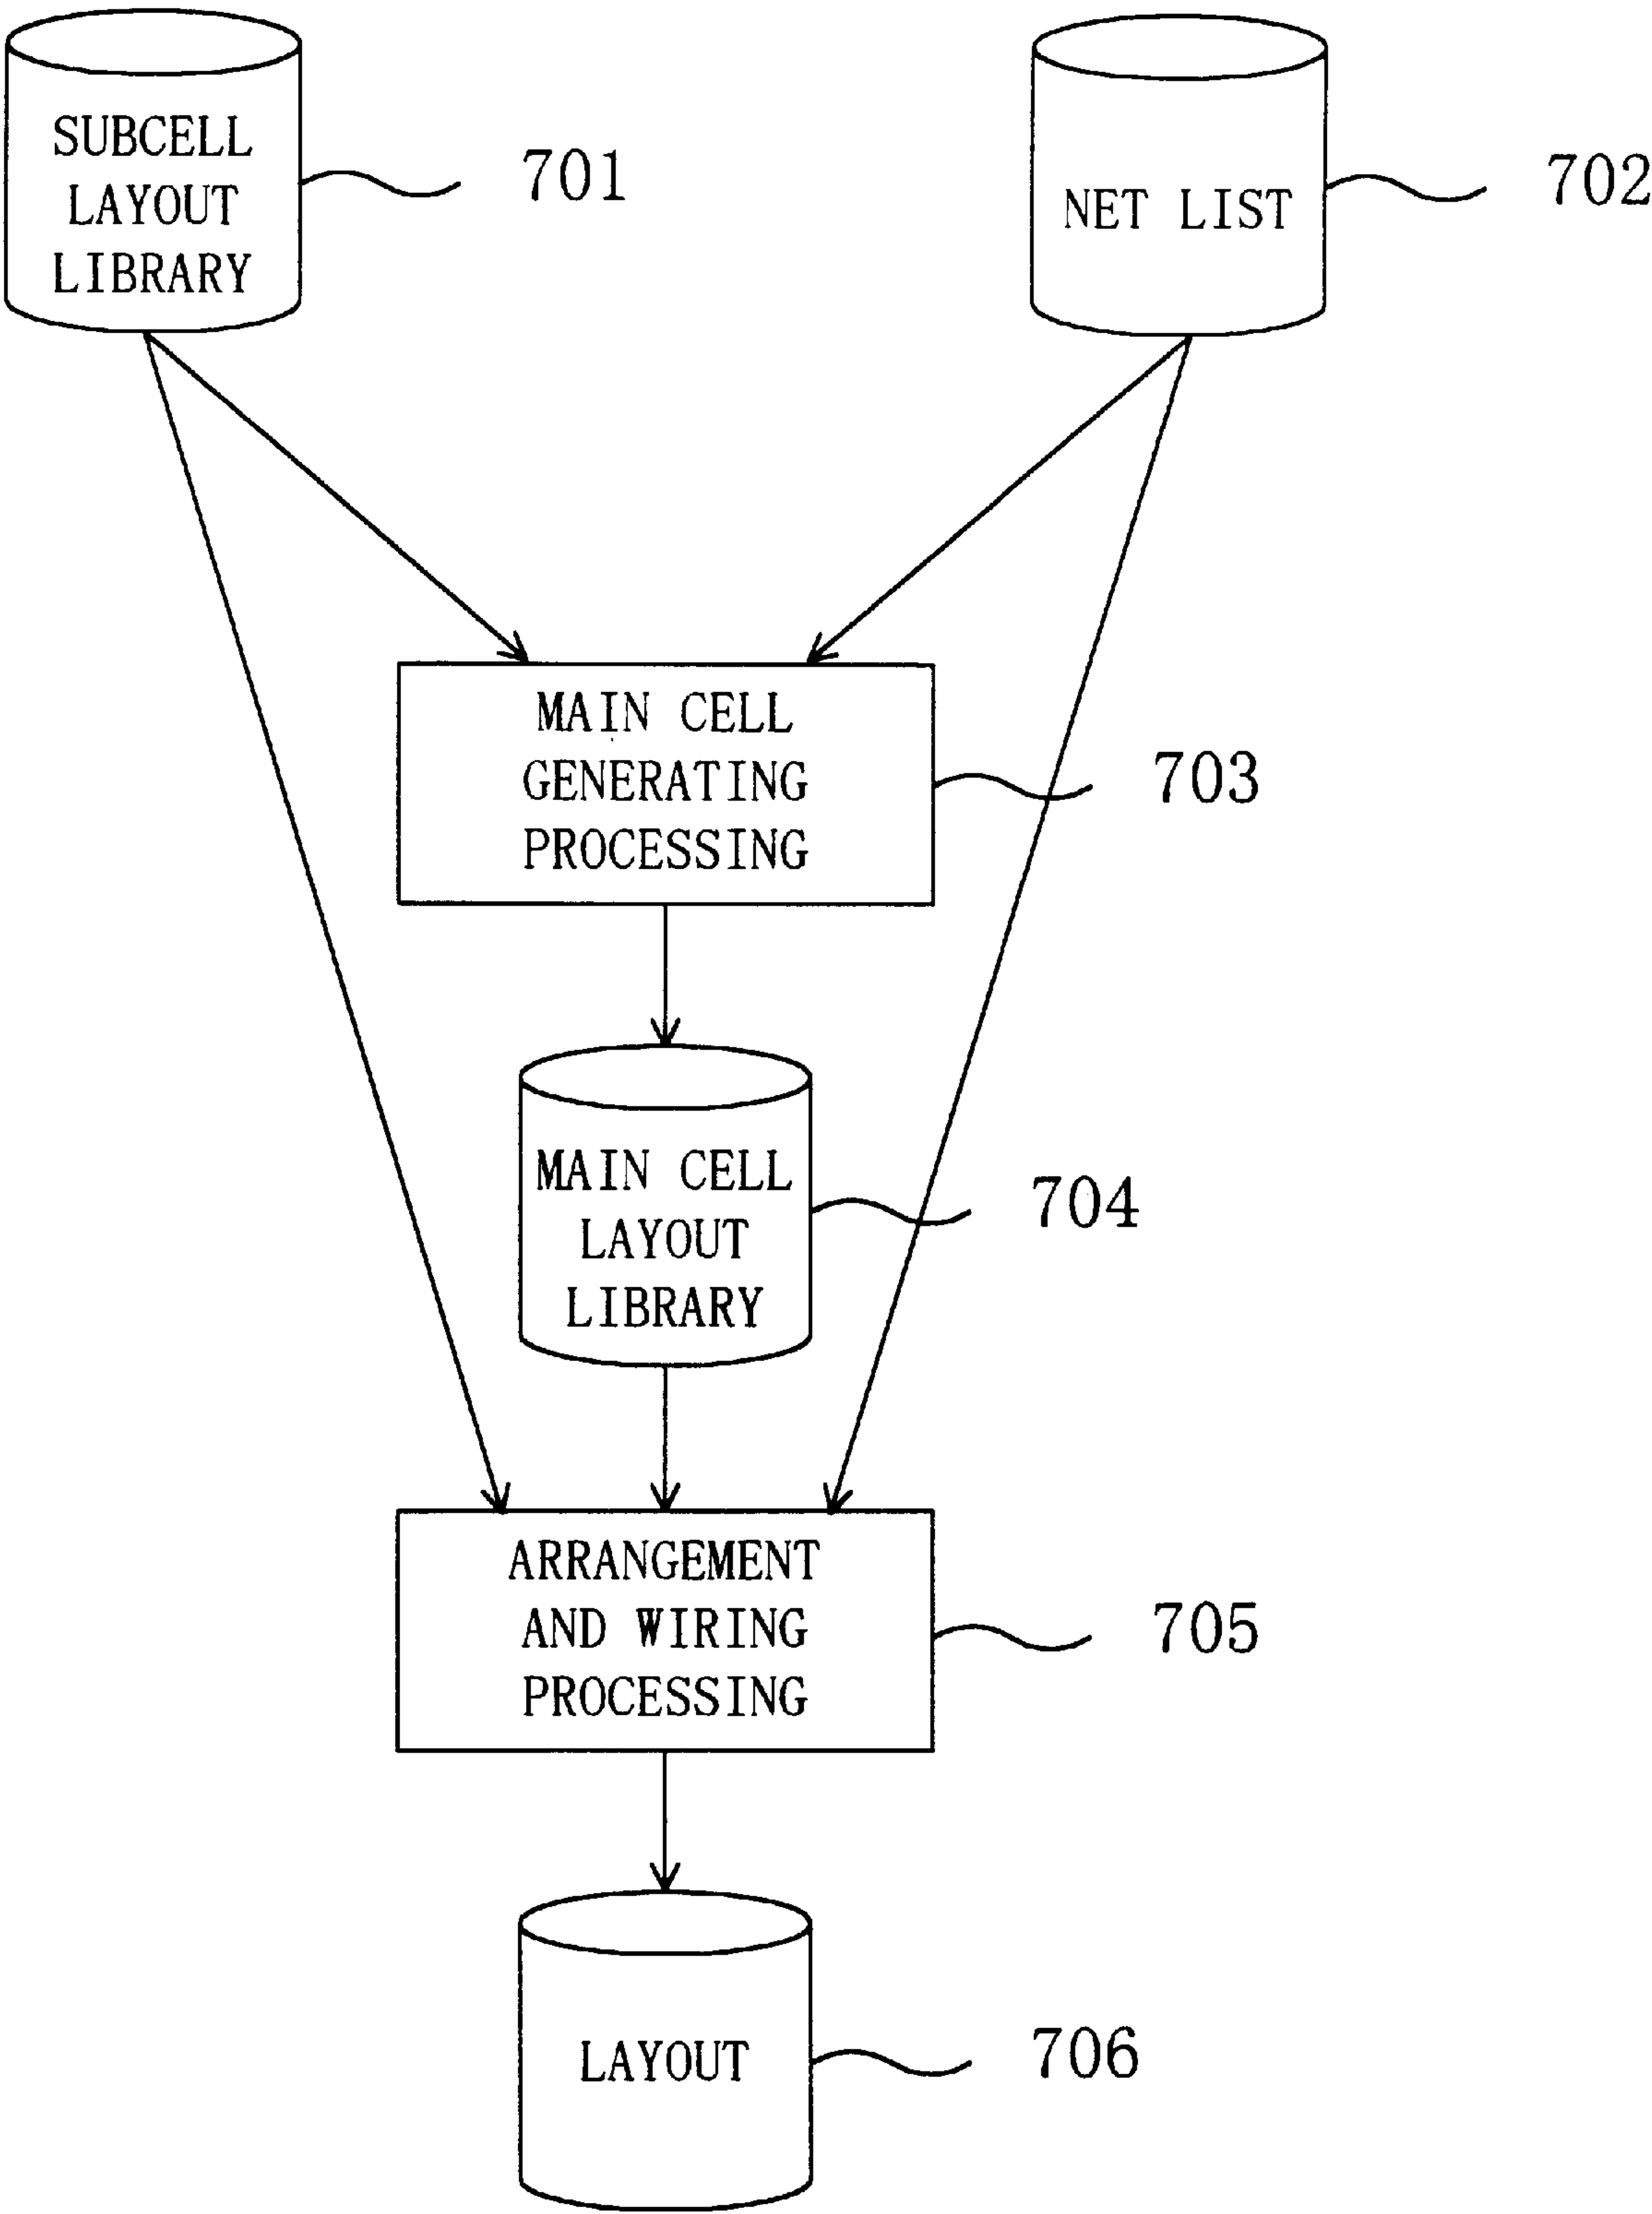 SUBCELL
LAYOUT
LIBRARY
701
NET LIST
702
MAIN CELL
GENERATING
PROCESSING
703
MAIN CELL
LAYOUT
LIBRARY
704
ARRANGEMENT
AND WIRING
PROCESSING
705
LAYOUT
706